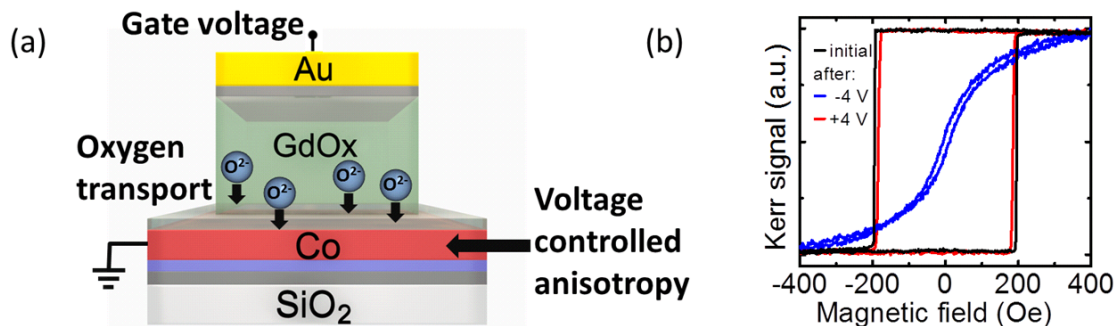 (a)
Gate voltage
Au
GdOx
Oxygen
transport
O²⁻
O²⁻
O²⁻
O²⁻
Co
SiO₂
Voltage
controlled
anisotropy
(b)
Kerr signal (a.u.)
initial
after:
-4 V
+4 V
-400 -200 0 200 400
Magnetic field (Oe)